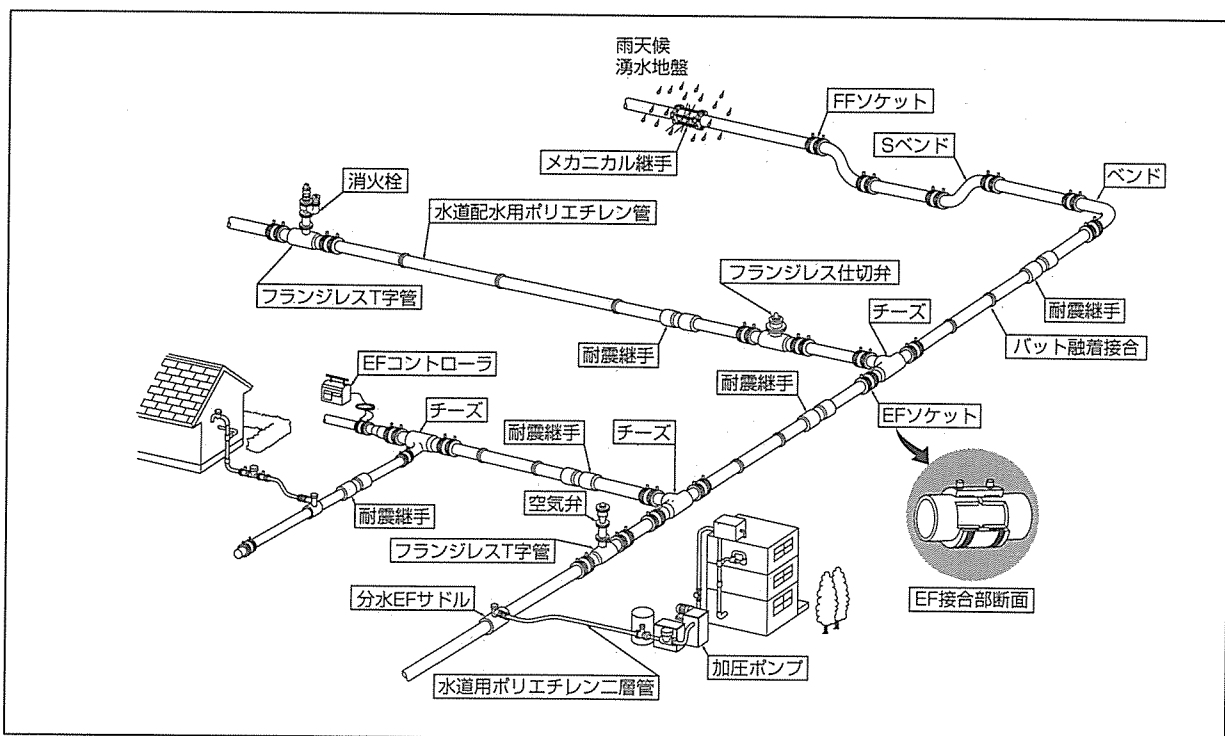 雨天候
湧水地盤
FFソケット
Sベンド
メカニカル継手
ベンド
消火栓
水道配水用ポリエチレン管
フランジレス仕切弁
フランジレスT字管
チーズ
耐震継手
耐震継手
バット融着接合
EFコントローラ
耐震継手
EFソケット
チーズ
耐震継手
チーズ
空気弁
耐震継手
フランジレスT字管
分水EFサドル
EF接合部断面
加圧ポンプ
水道用ポリエチレン二層管